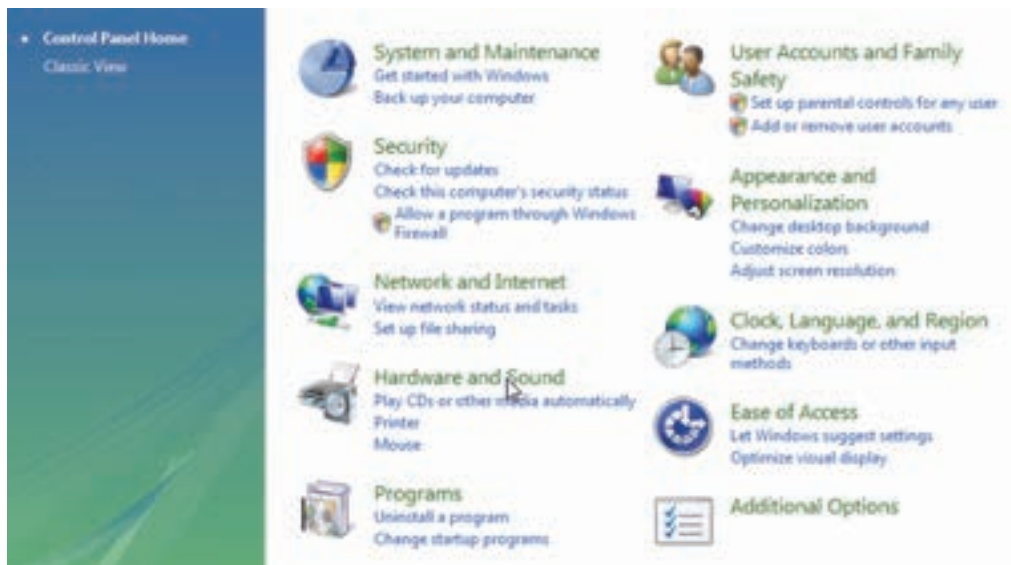 Control Panel Home
Classic View
System and Maintenance
Get started with Windows
Back up your computer
Security
Check for updates
Check this computer's security status
Allow a program through Windows
Firewall
Network and Internet
View network status and tasks
Set up file sharing
Hardware and Sound
Play CDs or other media automatically
Printer
Mouse
Programs
Uninstall a program
Change startup programs
User Accounts and Family
Safety
Set up parental controls for any user
Add or remove user accounts
Appearance and
Personalization
Change desktop background
Customize colors
Adjust screen resolution
Clock, Language, and Region
Change keyboards or other input
methods
Ease of Access
Let Windows suggest settings
Optimize visual display
Additional Options